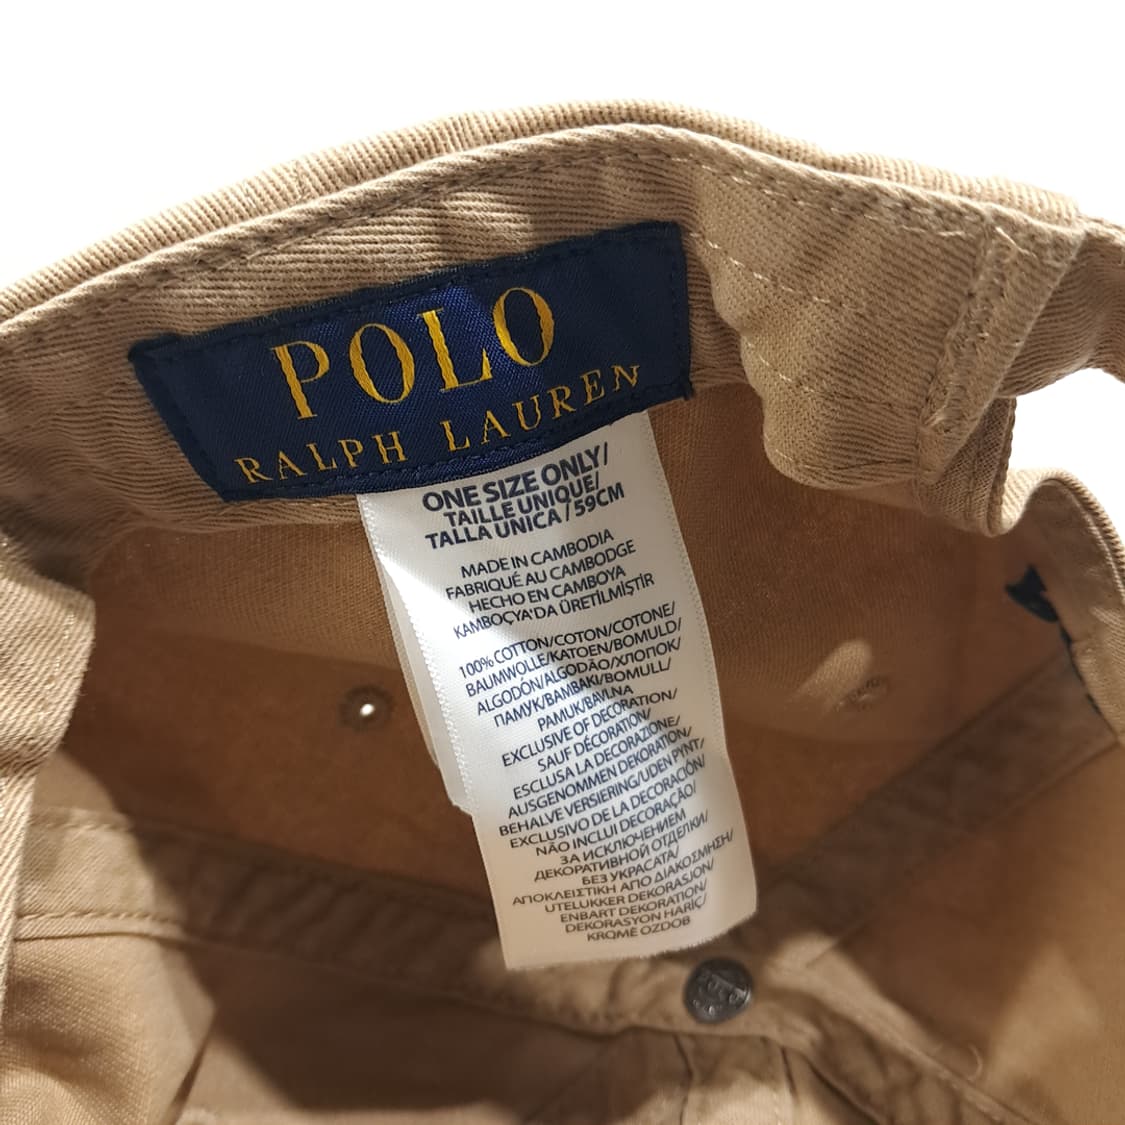 POLO
RALPH LAUREN
ONE SIZE ONLY/
TAILLE UNIQUE/
TALLA UNICA / 59CM
MADE IN CAMBODIA
FABRIQUÉ AU CAMBODGE
HECHO EN CAMBOYA
KAMBOÇYA'DA ÜRETİLMİŞTİR
100% COTTON/COTON/COTONE/
BAUMWOLLE/KATOEN/BOMULD/
ALGODÓN/ALGODÃO/ХЛОПОК/
ПАМУК/BAMBAKI/BOMULL/
PAMUK/BAVLNA
EXCLUSIVE OF DECORATION/
SAUF DÉCORATION/
ESCLUSA LA DECORAZIONE/
AUSGENOMMEN DEKORATION/
BEHALVE VERSIERING/UDEN PYNT/
EXCLUSIVO DE LA DECORACIÓN/
NÃO INCLUI DECORAÇÃO/
ЗА ИСКЛЮЧЕНИЕМ
ДЕКОРАТИВНОЙ ОТДЕЛКИ/
БЕЗ УКРАСАТА/
ΑΠΟΚΛΕΙΣΤΙΚΗ ΑΠΟ ΔΙΑΚΟΣΜΗΣΗ/
UTELUKKER DEKORASJON/
ENBART DEKORATION/
DEKORASYON HARİÇ/
KROMĚ OZDOB
POLO